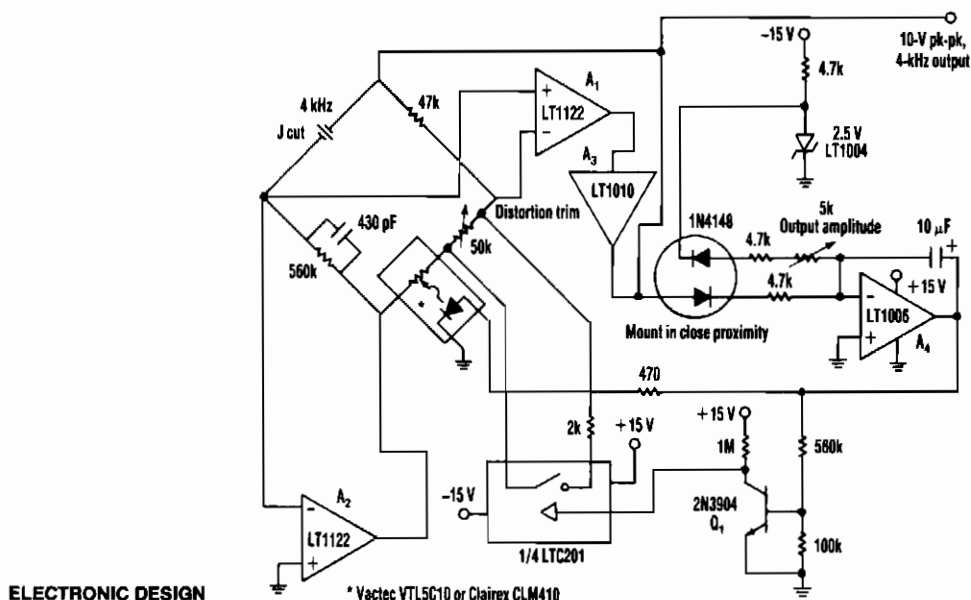 10-V pk-pk,
4-kHz output
−15 V
4.7k
2.5 V
LT1004
4 kHz
J cut
47k
+
−
A1
LT1122
A3
LT1010
430 pF
560k
Distortion trim
50k
*
1N4148
4.7k
5k
Output amplitude
4.7k
Mount in close proximity
10 µF
+
+15 V
−
+
LT1006
A4
470
2k
+15 V
−15 V
1/4 LTC201
+15 V
1M
560k
2N3904
Q1
100k
−
+
A2
LT1122
ELECTRONIC DESIGN
* Vactec VTL5C10 or Clairex CLM410